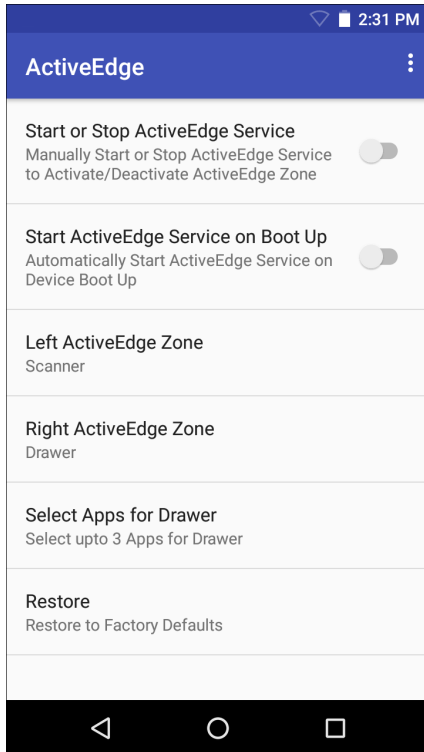 2:31 PM
ActiveEdge
Start or Stop ActiveEdge Service
Manually Start or Stop ActiveEdge Service
to Activate/Deactivate ActiveEdge Zone
Start ActiveEdge Service on Boot Up
Automatically Start ActiveEdge Service on
Device Boot Up
Left ActiveEdge Zone
Scanner
Right ActiveEdge Zone
Drawer
Select Apps for Drawer
Select upto 3 Apps for Drawer
Restore
Restore to Factory Defaults